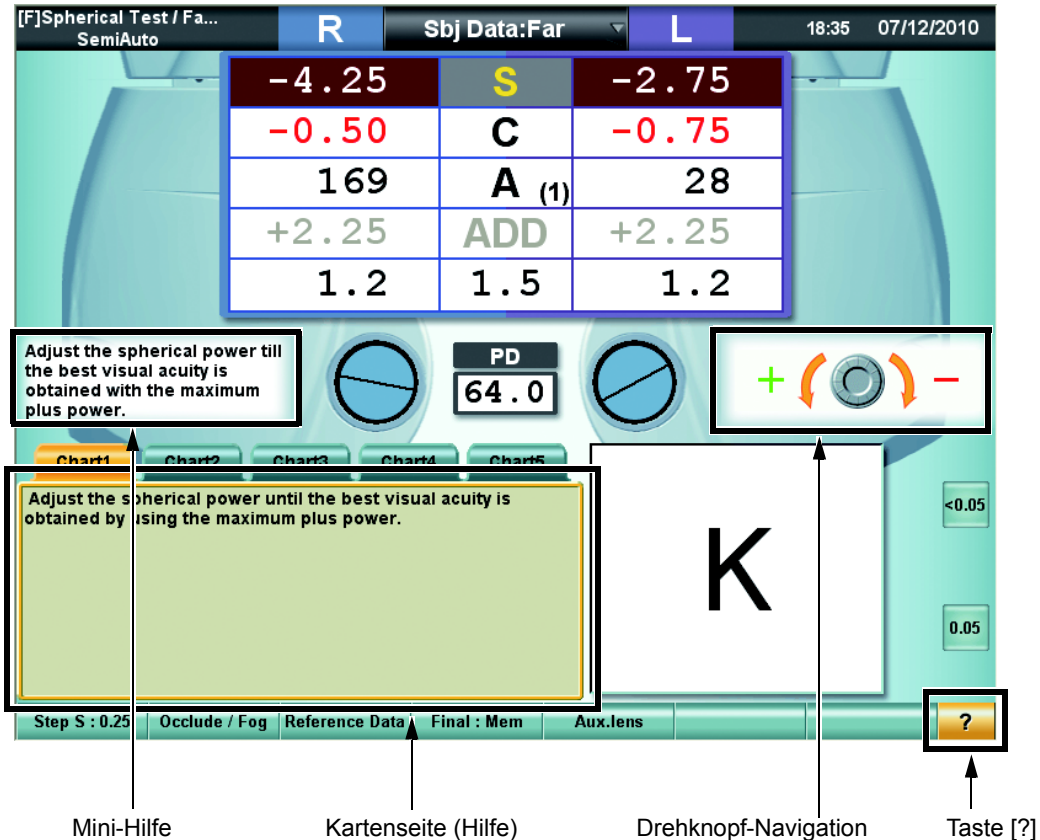 [F]Spherical Test / Fa...
SemiAuto
R
Sbj Data:Far
L
18:35 07/12/2010
-4.25 S -2.75
-0.50 C -0.75
169 A (1) 28
+2.25 ADD +2.25
1.2 1.5 1.2
Adjust the spherical power till
the best visual acuity is
obtained with the maximum
plus power.
PD
64.0
+ −
Chart1 Chart2 Chart3 Chart4 Chart5
Adjust the spherical power until the best visual acuity is
obtained by using the maximum plus power.
K
<0.05
0.05
Step S : 0.25 Occlude / Fog Reference Data Final : Mem Aux.lens ?
Mini-Hilfe Kartenseite (Hilfe) Drehknopf-Navigation Taste [?]